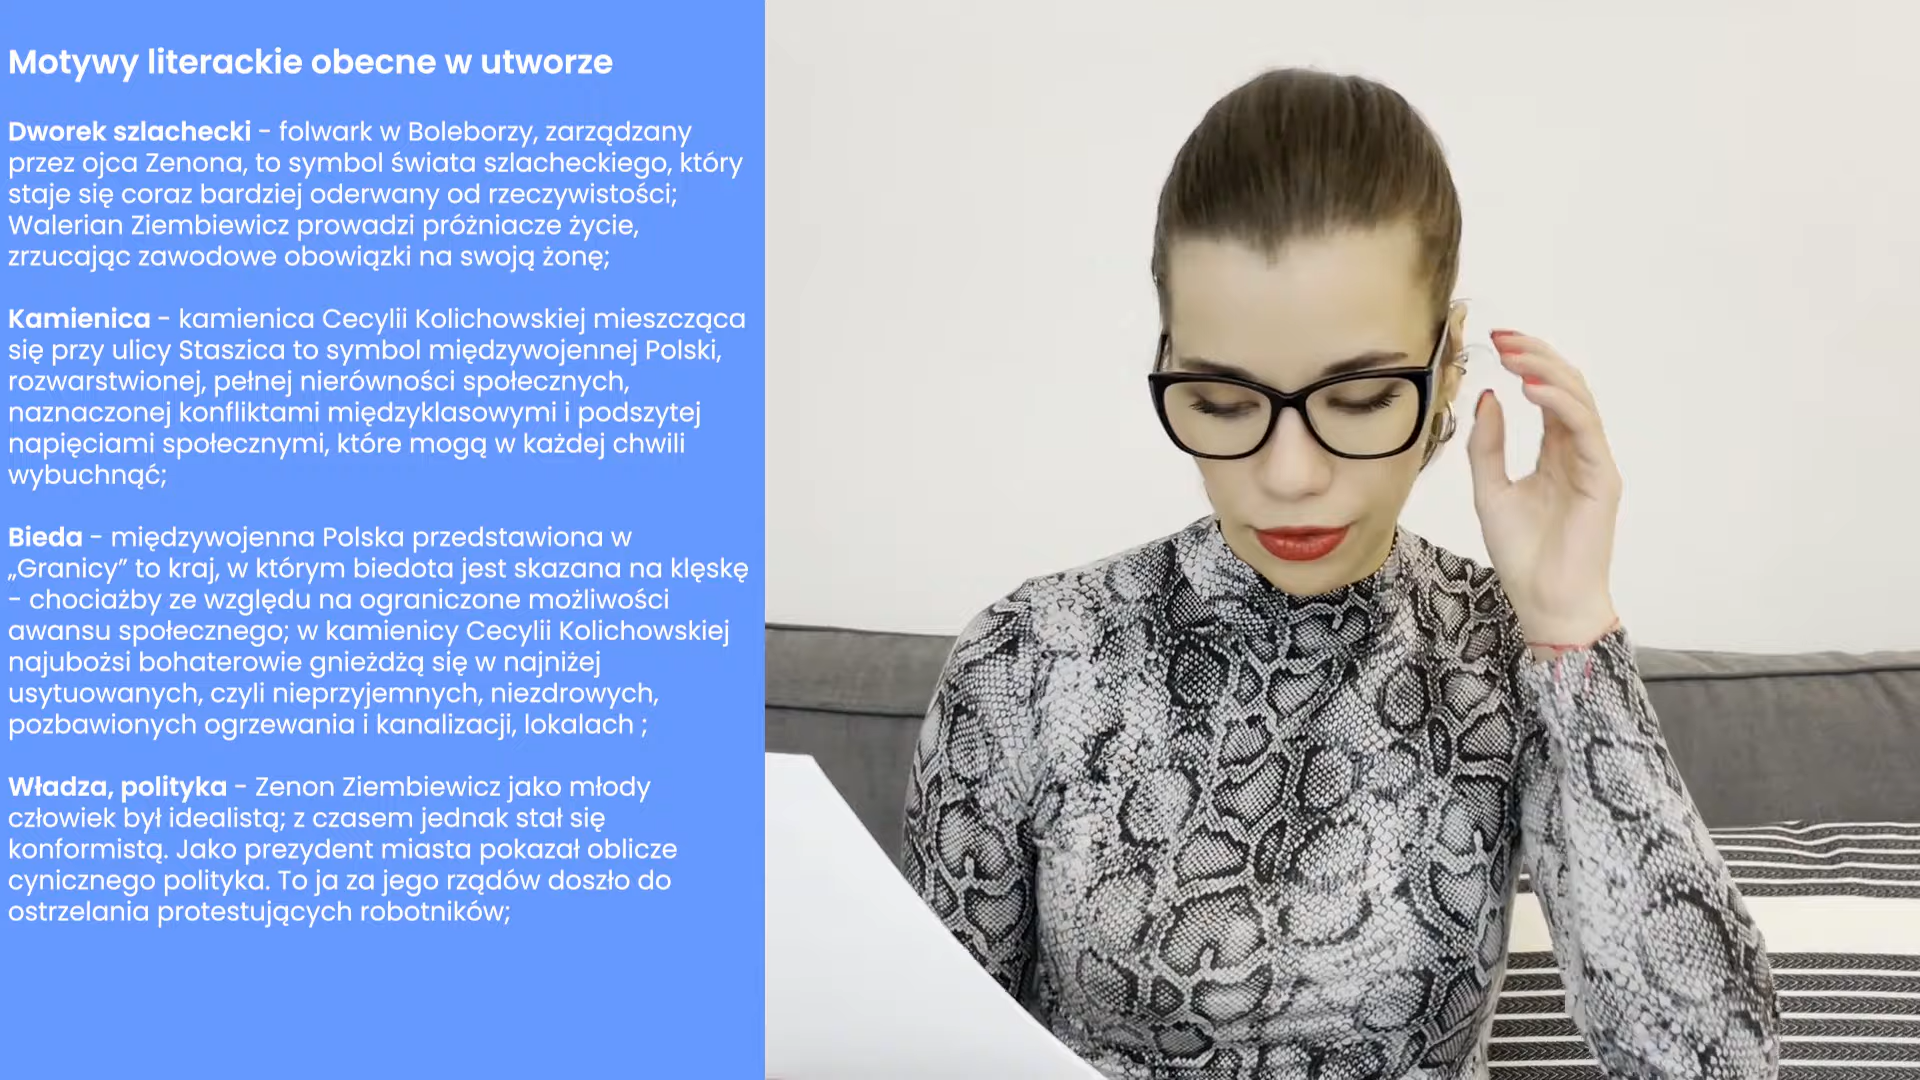 Motywy literackie obecne w utworze
Dworek szlachecki - folwark w Boleborzy, zarządzany
przez ojca Zenona, to symbol świata szlacheckiego, który
staje się coraz bardziej oderwany od rzeczywistości;
Walerian Ziembiewicz prowadzi próżniacze życie,
zrzucając zawodowe obowiązki na swoją żonę;
Kamienica - kamienica Cecylii Kolichowskiej mieszcząca
się przy ulicy Staszica to symbol międzywojennej Polski,
rozwarstwionej, pełnej nierówności społecznych,
naznaczonej konfliktami międzyklasowymi i podszytej
napięciami społecznymi, które mogą w każdej chwili
wybuchnąć;
Bieda - międzywojenna Polska przedstawiona w
„Granicy” to kraj, w którym biedota jest skazana na klęskę
- chociażby ze względu na ograniczone możliwości
awansu społecznego; w kamienicy Cecylii Kolichowskiej
najubożsi bohaterowie gnieżdżą się w najniżej
usytuowanych, czyli nieprzyjemnych, niezdrowych,
pozbawionych ogrzewania i kanalizacji, lokalach ;
Władza, polityka - Zenon Ziembiewicz jako młody
człowiek był idealistą; z czasem jednak stał się
konformistą. Jako prezydent miasta pokazał oblicze
cynicznego polityka. To ja za jego rządów doszło do
ostrzelania protestujących robotników;